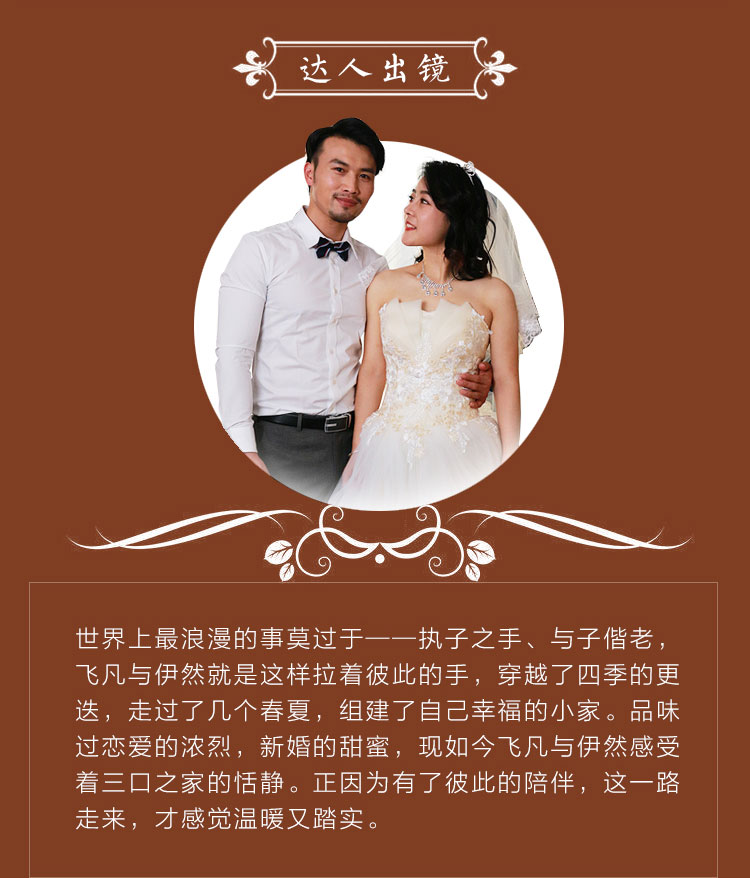 达人出镜
世界上最浪漫的事莫过于——执子之手、与子偕老，
飞凡与伊然就是这样拉着彼此的手，穿越了四季的更
迭，走过了几个春夏，组建了自己幸福的小家。品味
过恋爱的浓烈，新婚的甜蜜，现如今飞凡与伊然感受
着三口之家的恬静。正因为有了彼此的陪伴，这一路
走来，才感觉温暖又踏实。